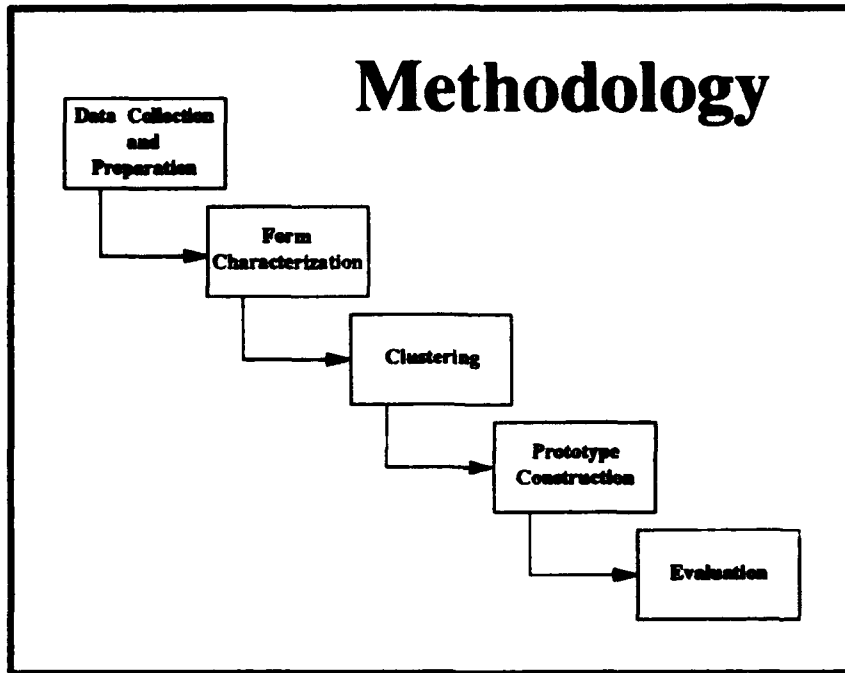 Methodology
Data Collection
and
Preparation
Form
Characterization
Clustering
Prototype
Construction
Evaluation